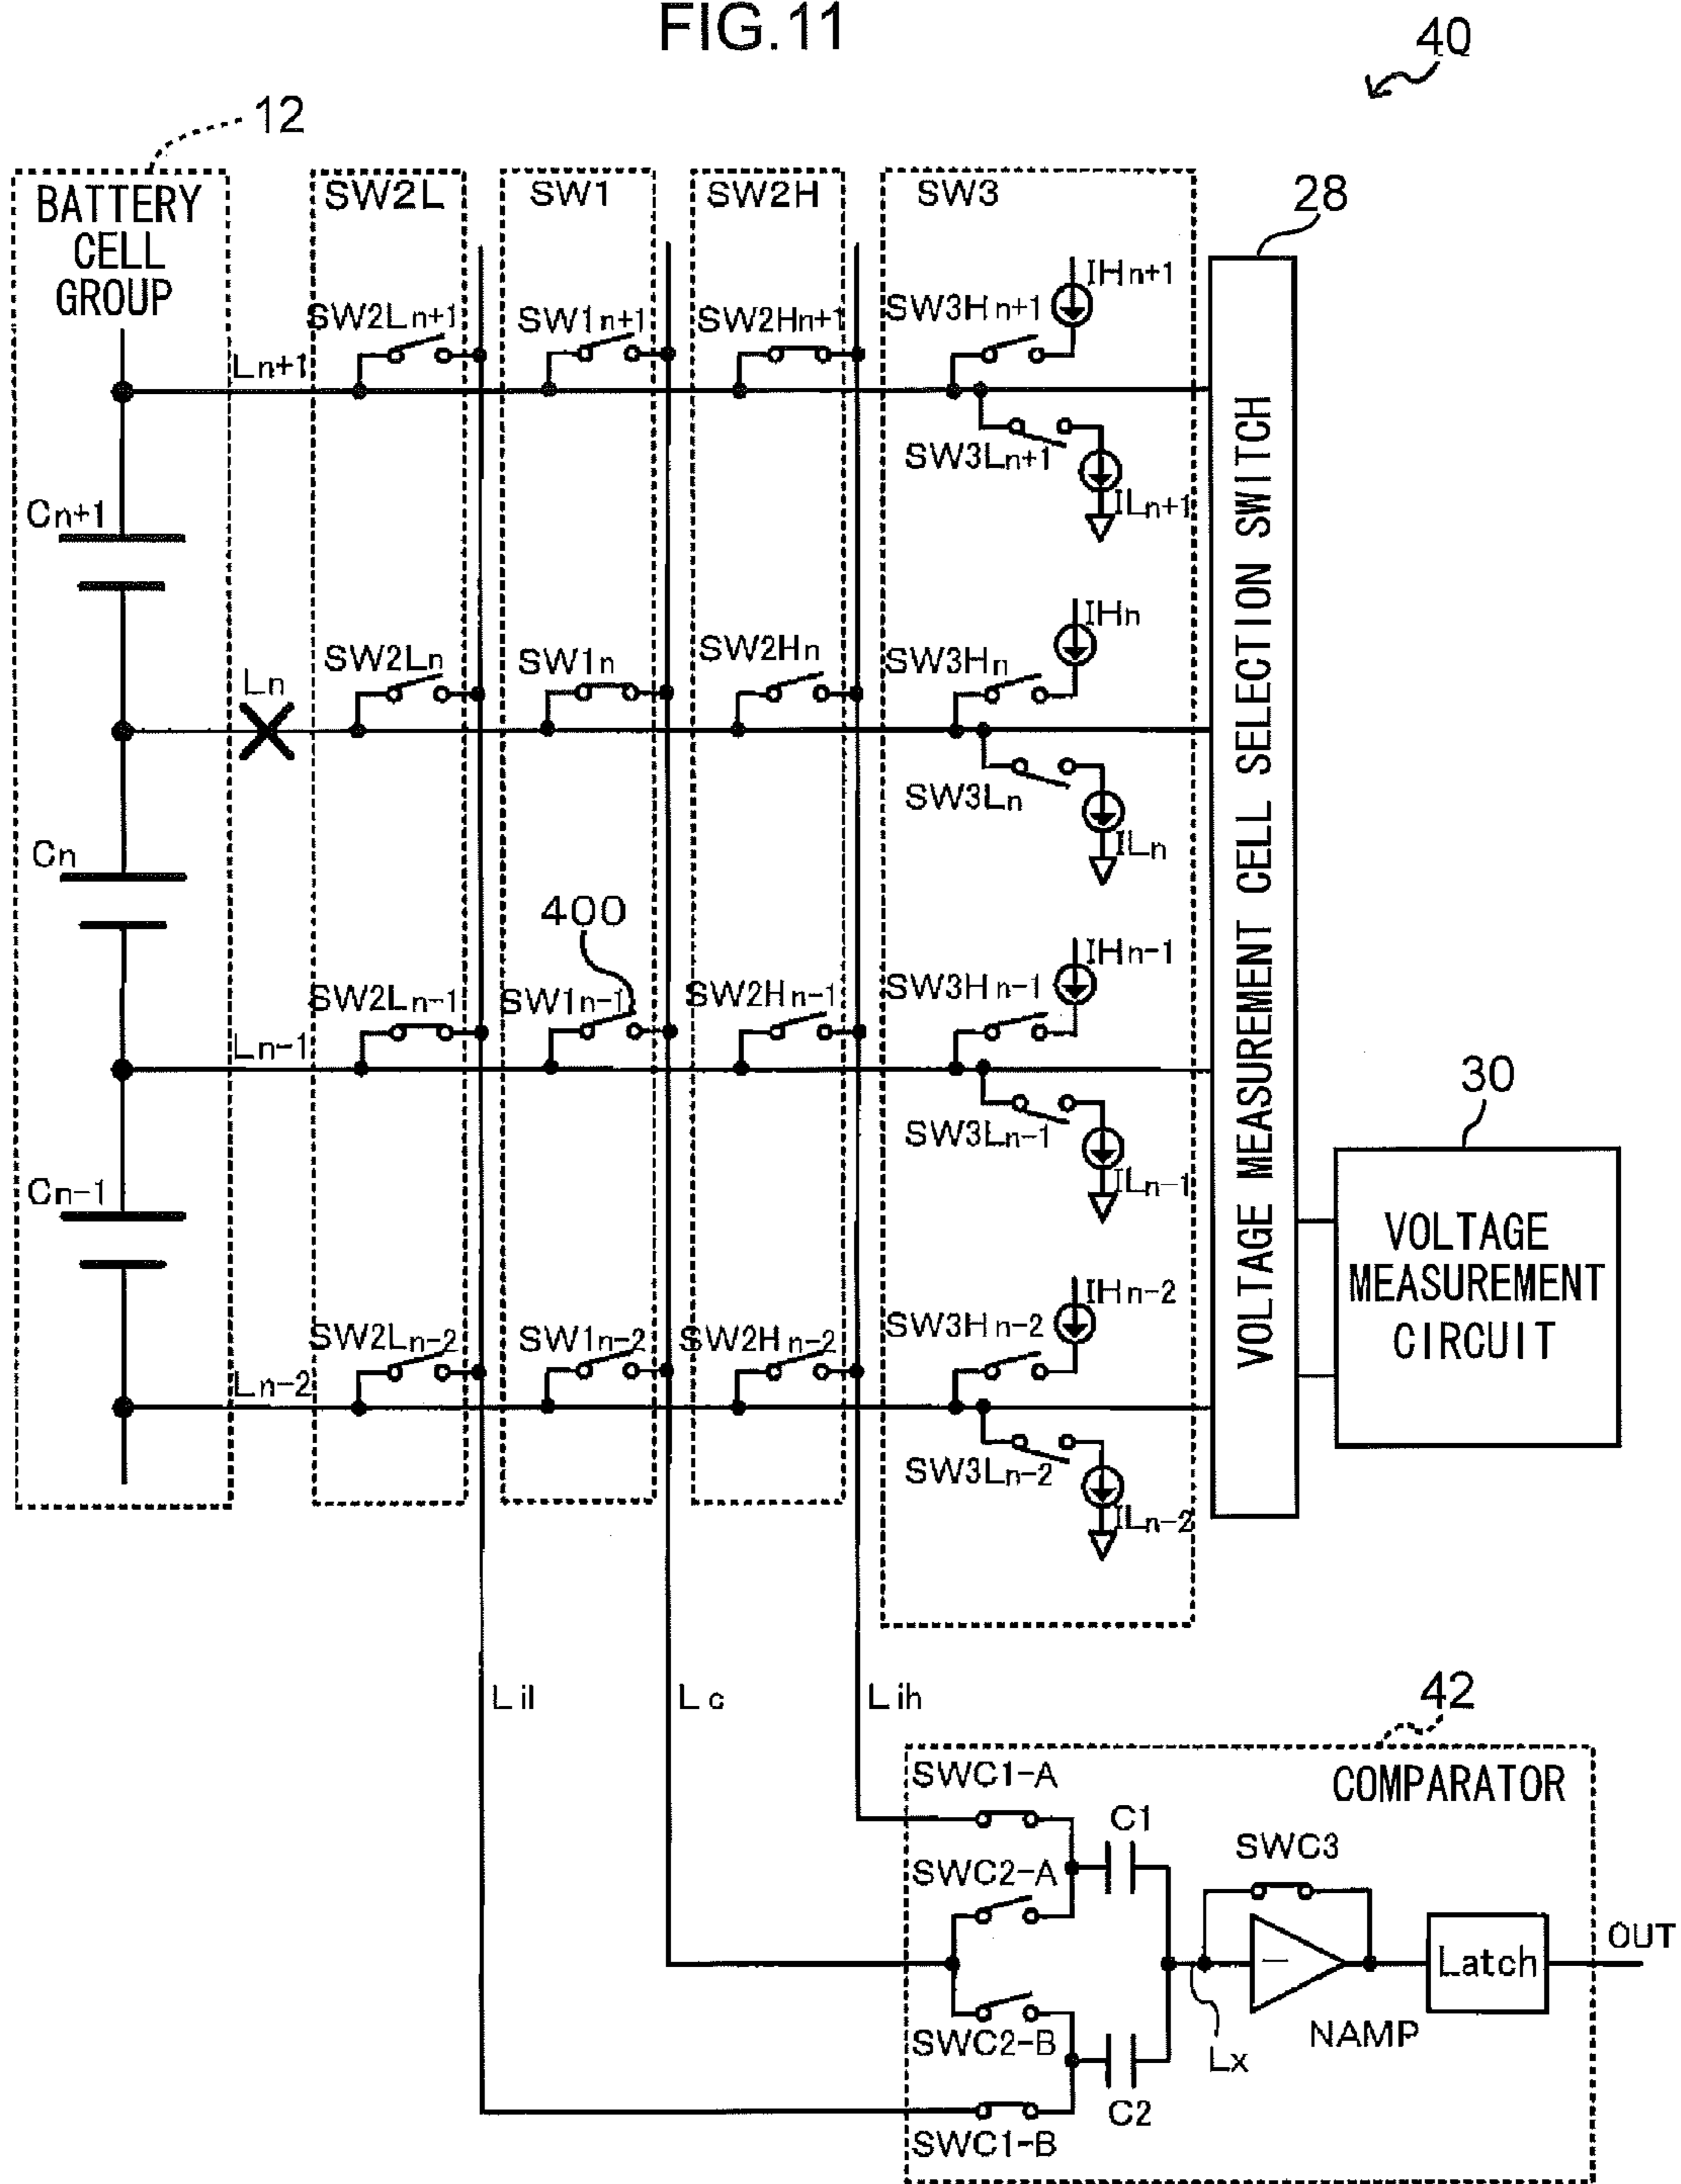 FIG.11
40
12
BATTERY
CELL
GROUP
SW2L
SW1
SW2H
SW3
28
SW2Ln+1
SW1n+1
SW2Hn+1
SW3Hn+1
IHn+1
Ln+1
SW3Ln+1
ILn+1
Cn+1
VOLTAGE MEASUREMENT CELL SELECTION SWITCH
Ln
SW2Ln
SW1n
SW2Hn
SW3Hn
IHn
SW3Ln
ILn
Cn
400
SW2Ln-1
SW1n-1
SW2Hn-1
SW3Hn-1
IHn-1
Ln-1
SW3Ln-1
ILn-1
30
Cn-1
VOLTAGE
MEASUREMENT
CIRCUIT
SW2Ln-2
SW1n-2
SW2Hn-2
SW3Hn-2
IHn-2
Ln-2
SW3Ln-2
ILn-2
Lil
Lc
Lih
42
SWC1-A
COMPARATOR
C1
SWC2-A
SWC3
Latch
OUT
SWC2-B
Lx
NAMP
C2
SWC1-B